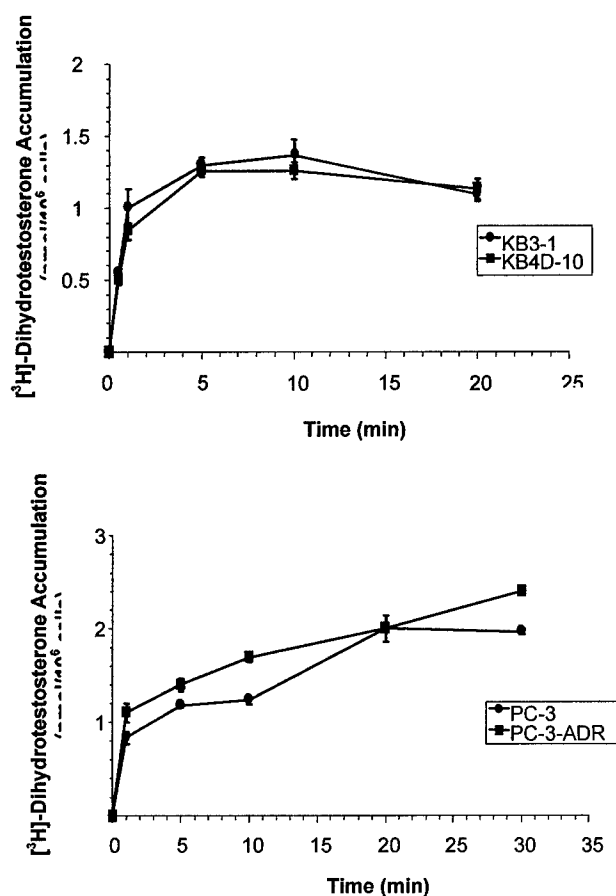 [³H]-Dihydrotestosterone Accumulation
2
1.5
1
0.5
0
5
10
15
20
25
KB3-1
KB4D-10
Time (min)
[³H]-Dihydrotestosterone Accumulation
3
2
1
0
5
10
15
20
25
30
35
PC-3
PC-3-ADR
Time (min)